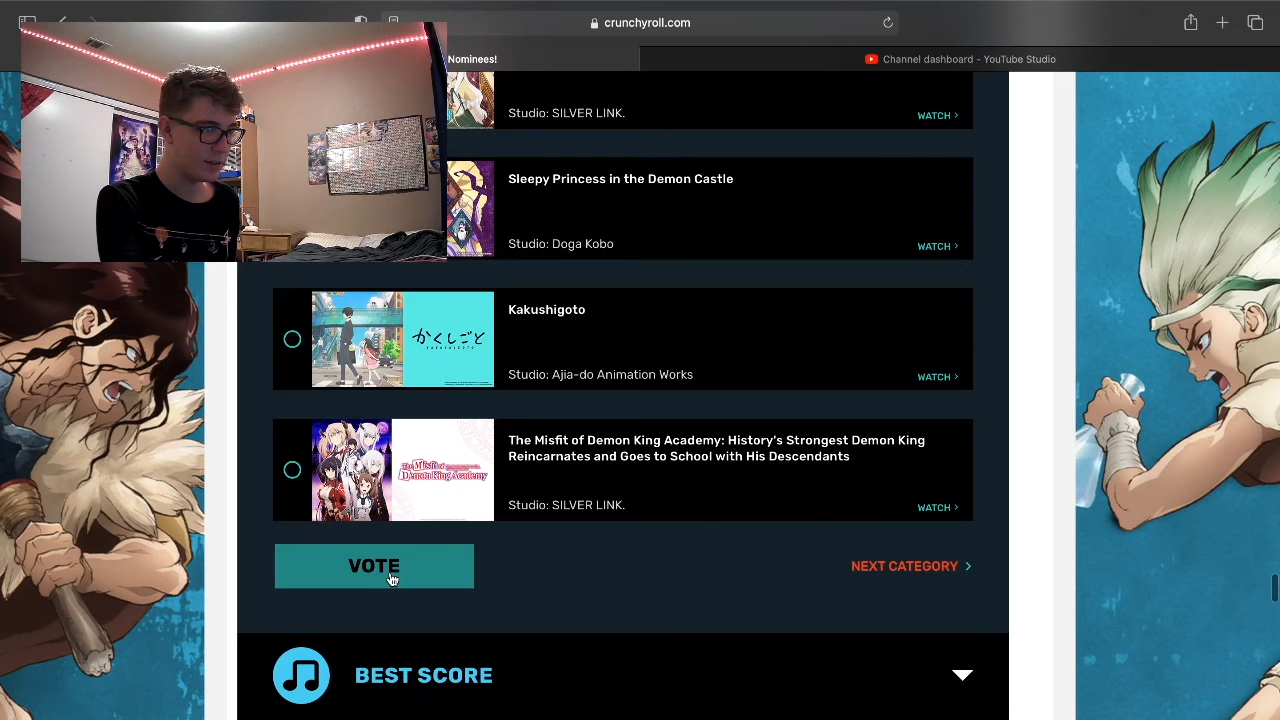 crunchyroll.com
Nominees!
Channel dashboard - YouTube Studio
Studio: SILVER LINK.
WATCH >
Sleepy Princess in the Demon Castle
Studio: Doga Kobo
WATCH >
かくしごと
Kakushigoto
Studio: Ajia-do Animation Works
WATCH >
The Misfit of
Demon King Academy
The Misfit of Demon King Academy: History's Strongest Demon King
Reincarnates and Goes to School with His Descendants
Studio: SILVER LINK.
WATCH >
VOTE
NEXT CATEGORY >
BEST SCORE